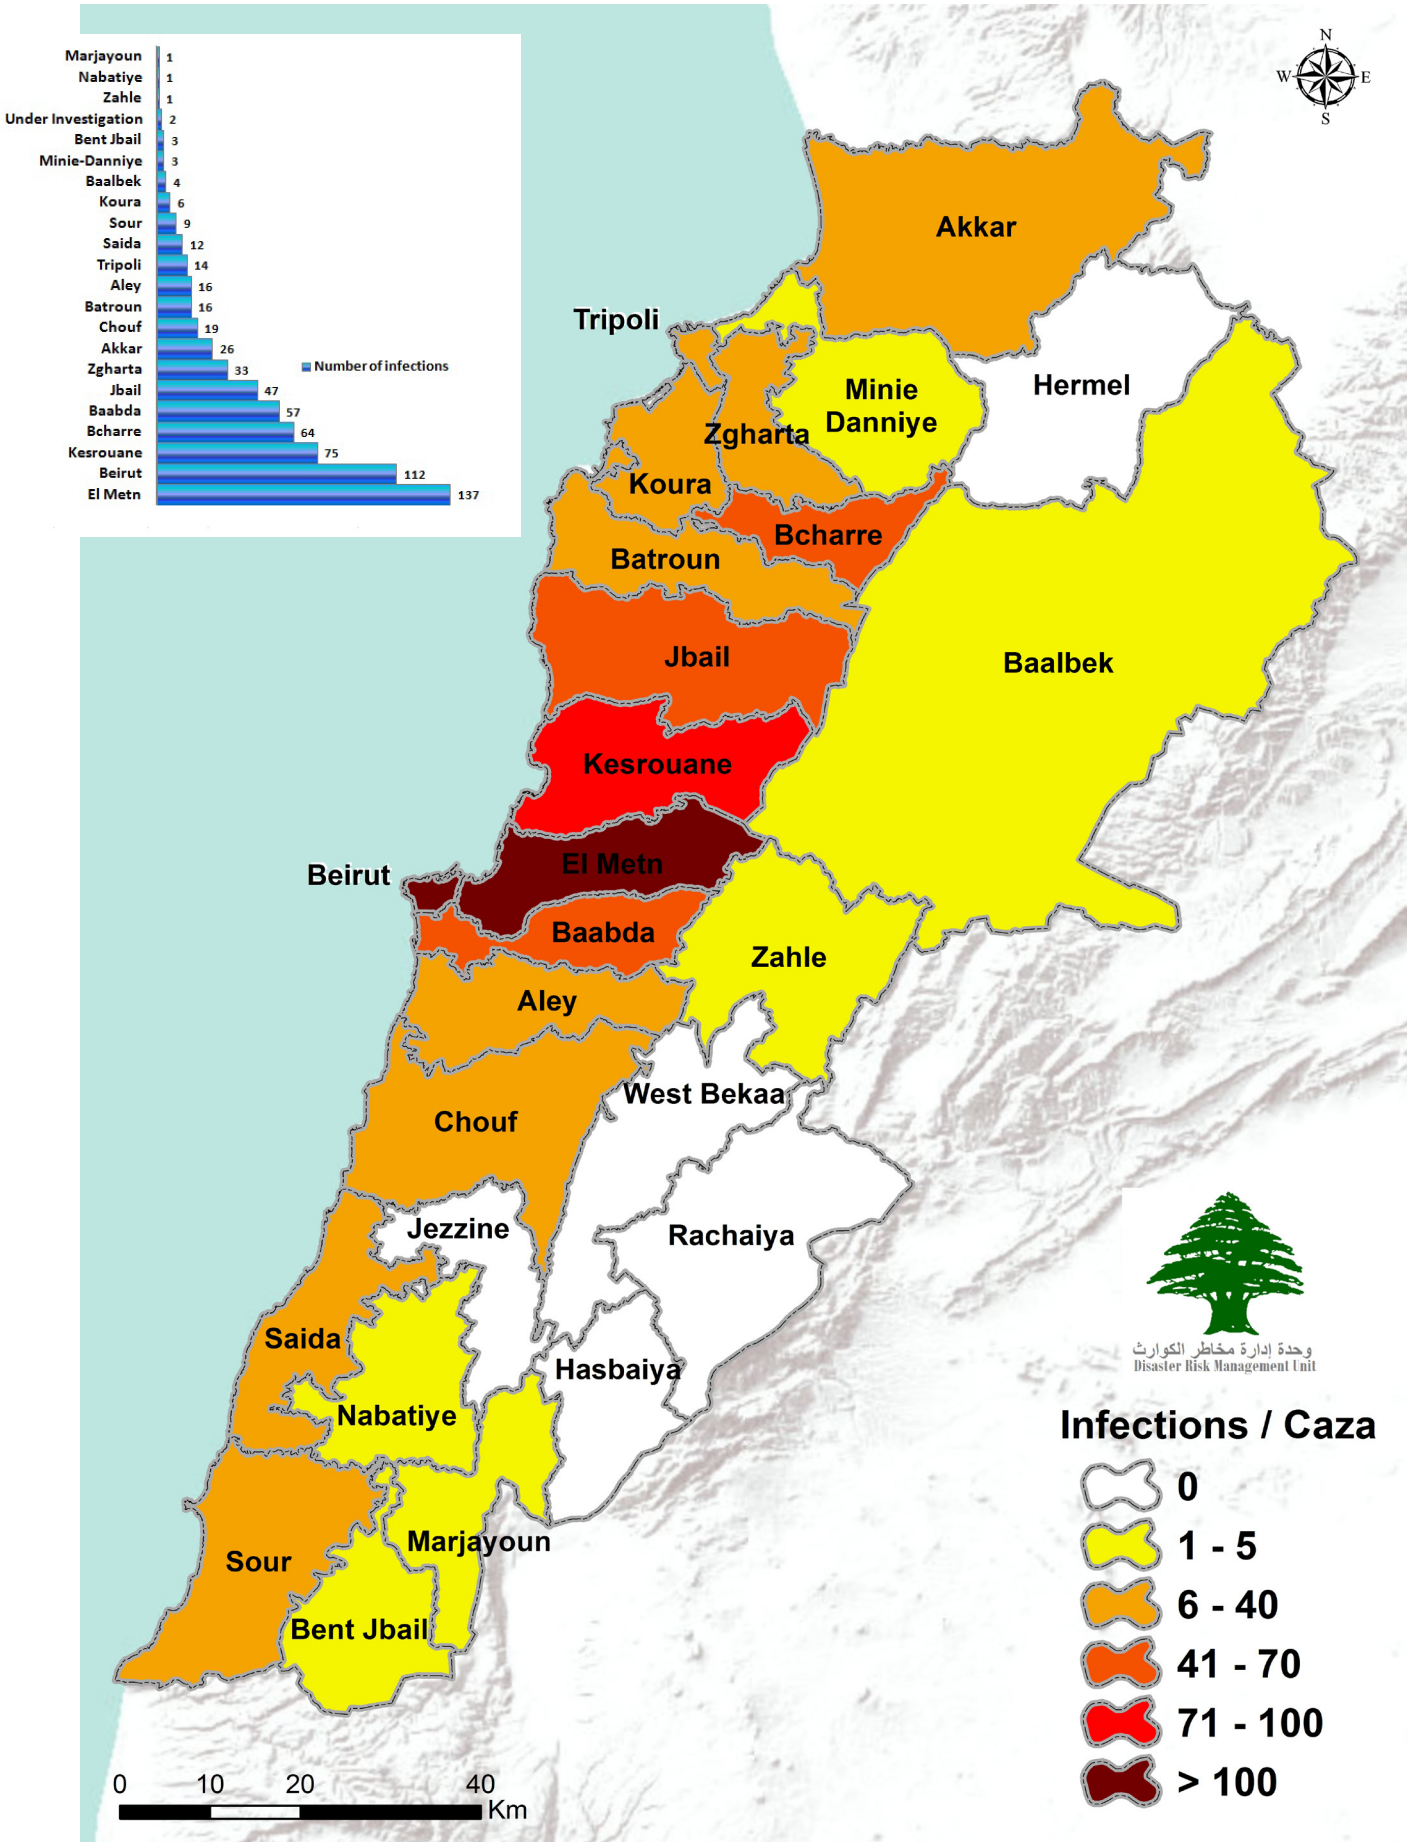 Marjayoun 1
Nabatiye 1
Zahle 1
Under Investigation 2
Bent Jbail 3
Minie-Danniye 3
Baalbek 4
Koura 6
Sour 9
Saida 12
Tripoli 14
Aley 16
Batroun 16
Chouf 19
Akkar 26
Zgharta 33
Jbail 47
Baabda 57
Bcharre 64
Kesrouane 75
Beirut 112
El Metn 137
Number of infections
N
W E
S
Akkar
Tripoli
Hermel
Minie
Danniye
Zgharta
Koura
Bcharre
Batroun
Jbail
Baalbek
Kesrouane
El Metn
Beirut
Baabda
Zahle
Aley
West Bekaa
Chouf
Jezzine
Rachaiya
Saida
Hasbaiya
Nabatiye
Marjayoun
Sour
Bent Jbail
وحدة إدارة مخاطر الكوارث
Disaster Risk Management Unit
Infections / Caza
0
1 - 5
6 - 40
41 - 70
71 - 100
> 100
0 10 20 40
Km